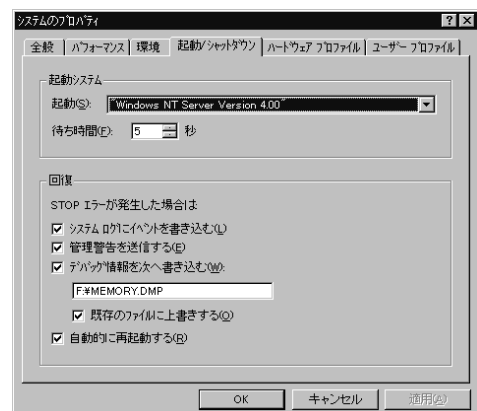 システムのプロパティ
全般 パフォーマンス 環境 起動/シャットダウン ハードウェア プロファイル ユーザー プロファイル
起動システム
起動(S): "Windows NT Server Version 4.00"
待ち時間(F): 5 秒
回復
STOP エラーが発生した場合は
システム ログにイベントを書き込む(L)
管理警告を送信する(E)
デバッグ情報を次へ書き込む(W):
F:¥MEMORY.DMP
既存のファイルに上書きする(O)
自動的に再起動する(R)
OK キャンセル 適用(A)